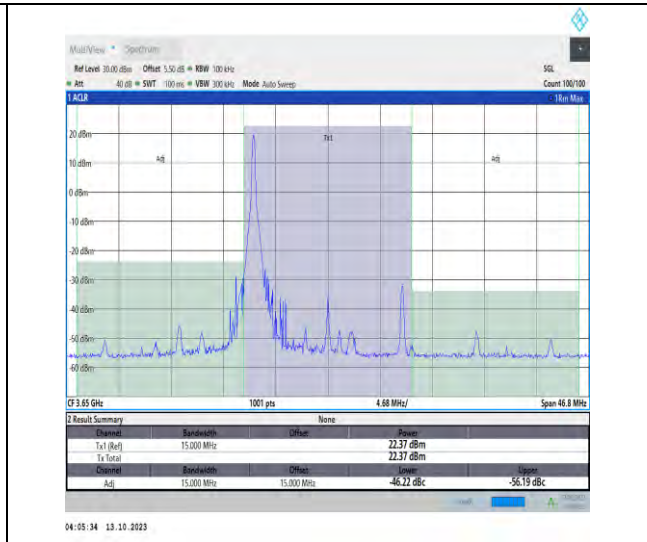 MultiView Spectrum
Ref Level 30.00 dBm Offset 5.50 dB RBW 100 kHz SGL
Att 40 dB SWT 100 ms VBW 300 kHz Mode Auto Sweep Count 100/100
1 ACLR 1Rm Max
Tx1
Adj Adj
20 dBm
10 dBm
0 dBm
-10 dBm
-20 dBm
-30 dBm
-40 dBm
-50 dBm
-60 dBm
CF 3.65 GHz 1001 pts 4.68 MHz/ Span 46.8 MHz
2 Result Summary None
Channel Bandwidth Offset Power
Tx1 (Ref) 15.000 MHz 22.37 dBm
Tx Total 22.37 dBm
Channel Bandwidth Offset Lower Upper
Adj 15.000 MHz 15.000 MHz -46.22 dBc -56.19 dBc
04:05:34 13.10.2023